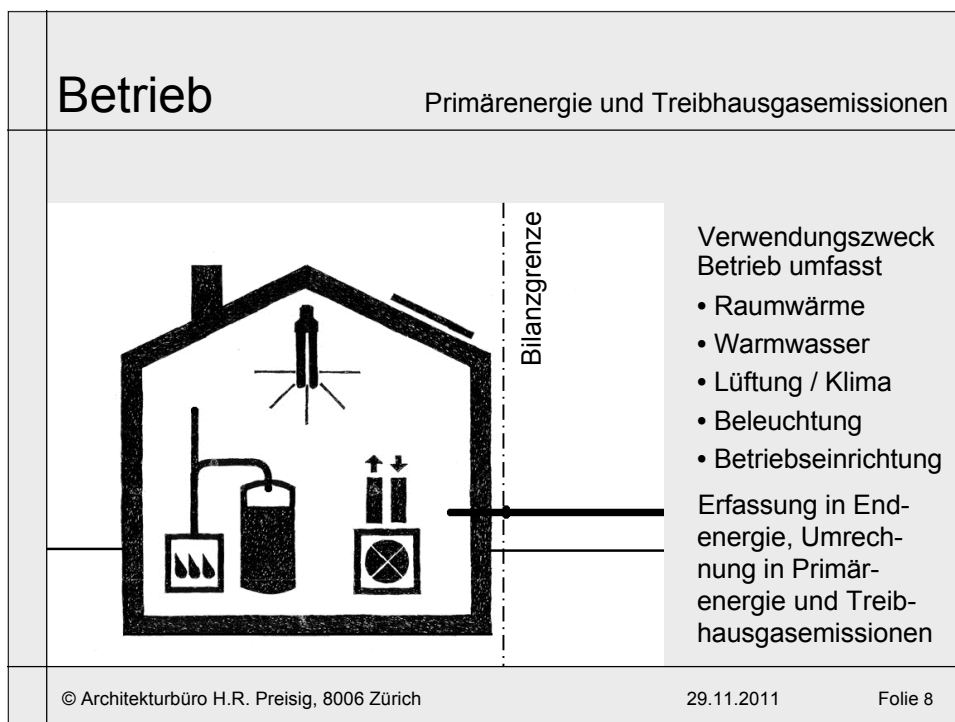 Betrieb
Primärenergie und Treibhausgasemissionen
Bilanzgrenze
Verwendungszweck
Betrieb umfasst
• Raumwärme
• Warmwasser
• Lüftung / Klima
• Beleuchtung
• Betriebseinrichtung
Erfassung in End-
energie, Umrech-
nung in Primär-
energie und Treib-
hausgasemissionen
© Architekturbüro H.R. Preisig, 8006 Zürich
29.11.2011
Folie 8